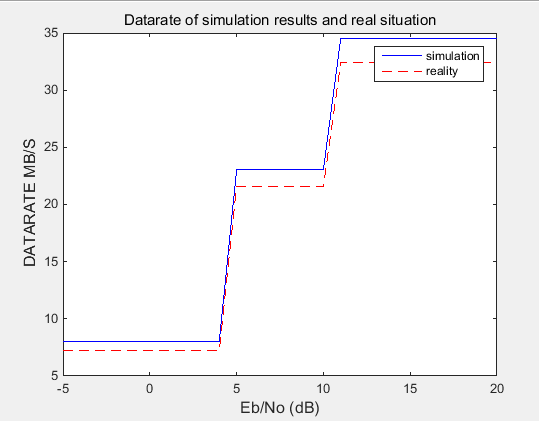 Datarate of simulation results and real situation
35
30
25
20
15
10
5
DATARATE MB/S
simulation
reality
-5 0 5 10 15 20
Eb/No (dB)